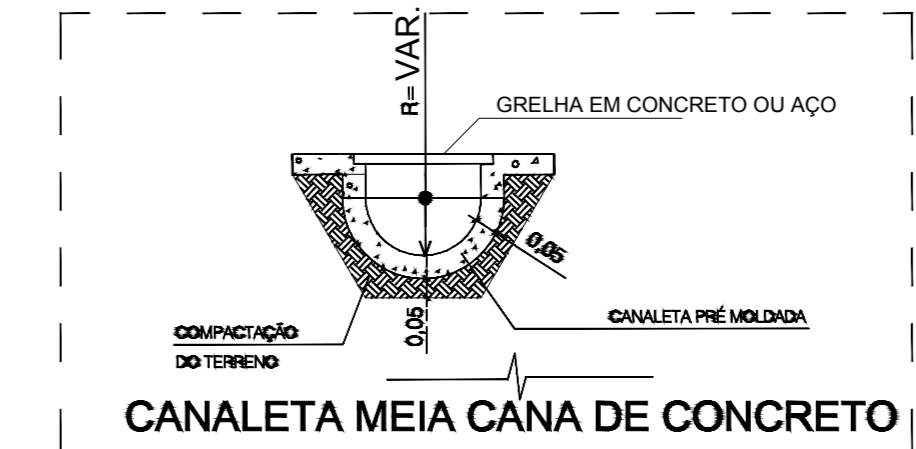 R= VAR.
GRELHA EM CONCRETO OU AÇO
0,05
0,05
CANALETA PRÉ MOLDADA
COMPACTAÇÃO
DO TERRENO
CANALETA MEIA CANA DE CONCRETO